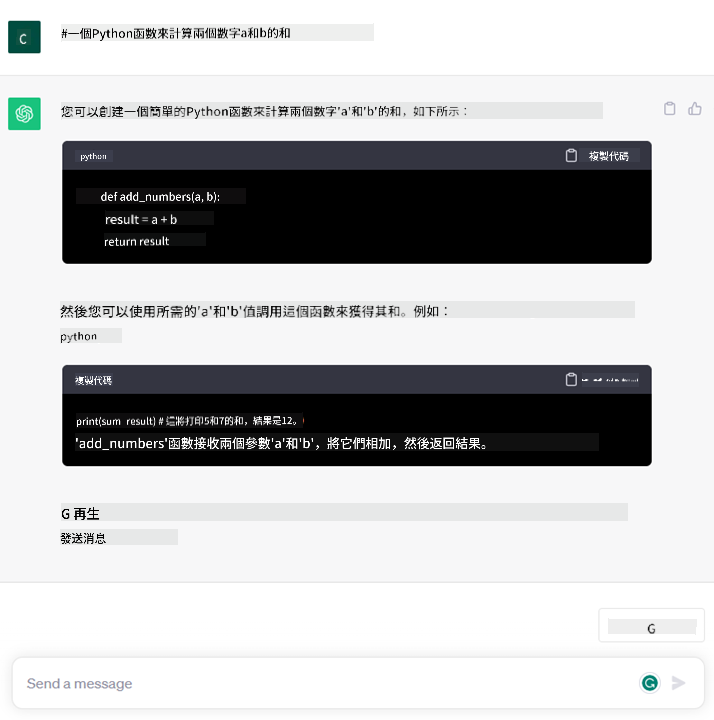 C
#一個Python函數來計算兩個數字a和b的和
您可以創建一個簡單的Python函數來計算兩個數字'a'和'b'的和，如下所示：
python
複製代碼
def add_numbers(a, b):
result = a + b
return result
然後您可以使用所需的'a'和'b'值調用這個函數來獲得其和。例如：
python
複製代碼
print(sum_result) # 這將打印5和7的和，結果是12。
'add_numbers'函數接收兩個參數'a'和'b'，將它們相加，然後返回結果。
G 再生
發送消息
G
Send a message